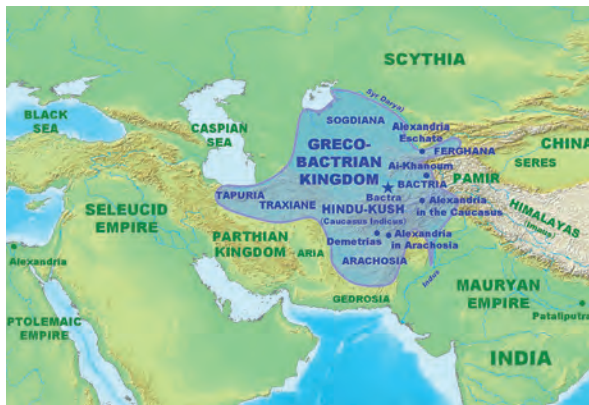 SCYTHIA
Syr Darya)
BLACK
SEA
CASPIAN
SEA
SOGDIANA
Alexandria
Eschate
FERGHANA
CHINA
SERES
GRECO-
BACTRIAN
KINGDOM
Ai-Khanoum
PAMIR
BACTRIA
Bactra
TAPURIA
TRAXIANE
HINDU-KUSH
(Caucasus Indicus)
Alexandria
in the Caucasus
HIMALAYAS
(Imaus)
SELEUCID
EMPIRE
PARTHIAN
KINGDOM
ARIA
Demetrias
Alexandria
in Arachosia
ARACHOSIA
Alexandria
Indus
GEDROSIA
MAURYAN
EMPIRE
Pataliputra
PTOLEMAIC
EMPIRE
INDIA